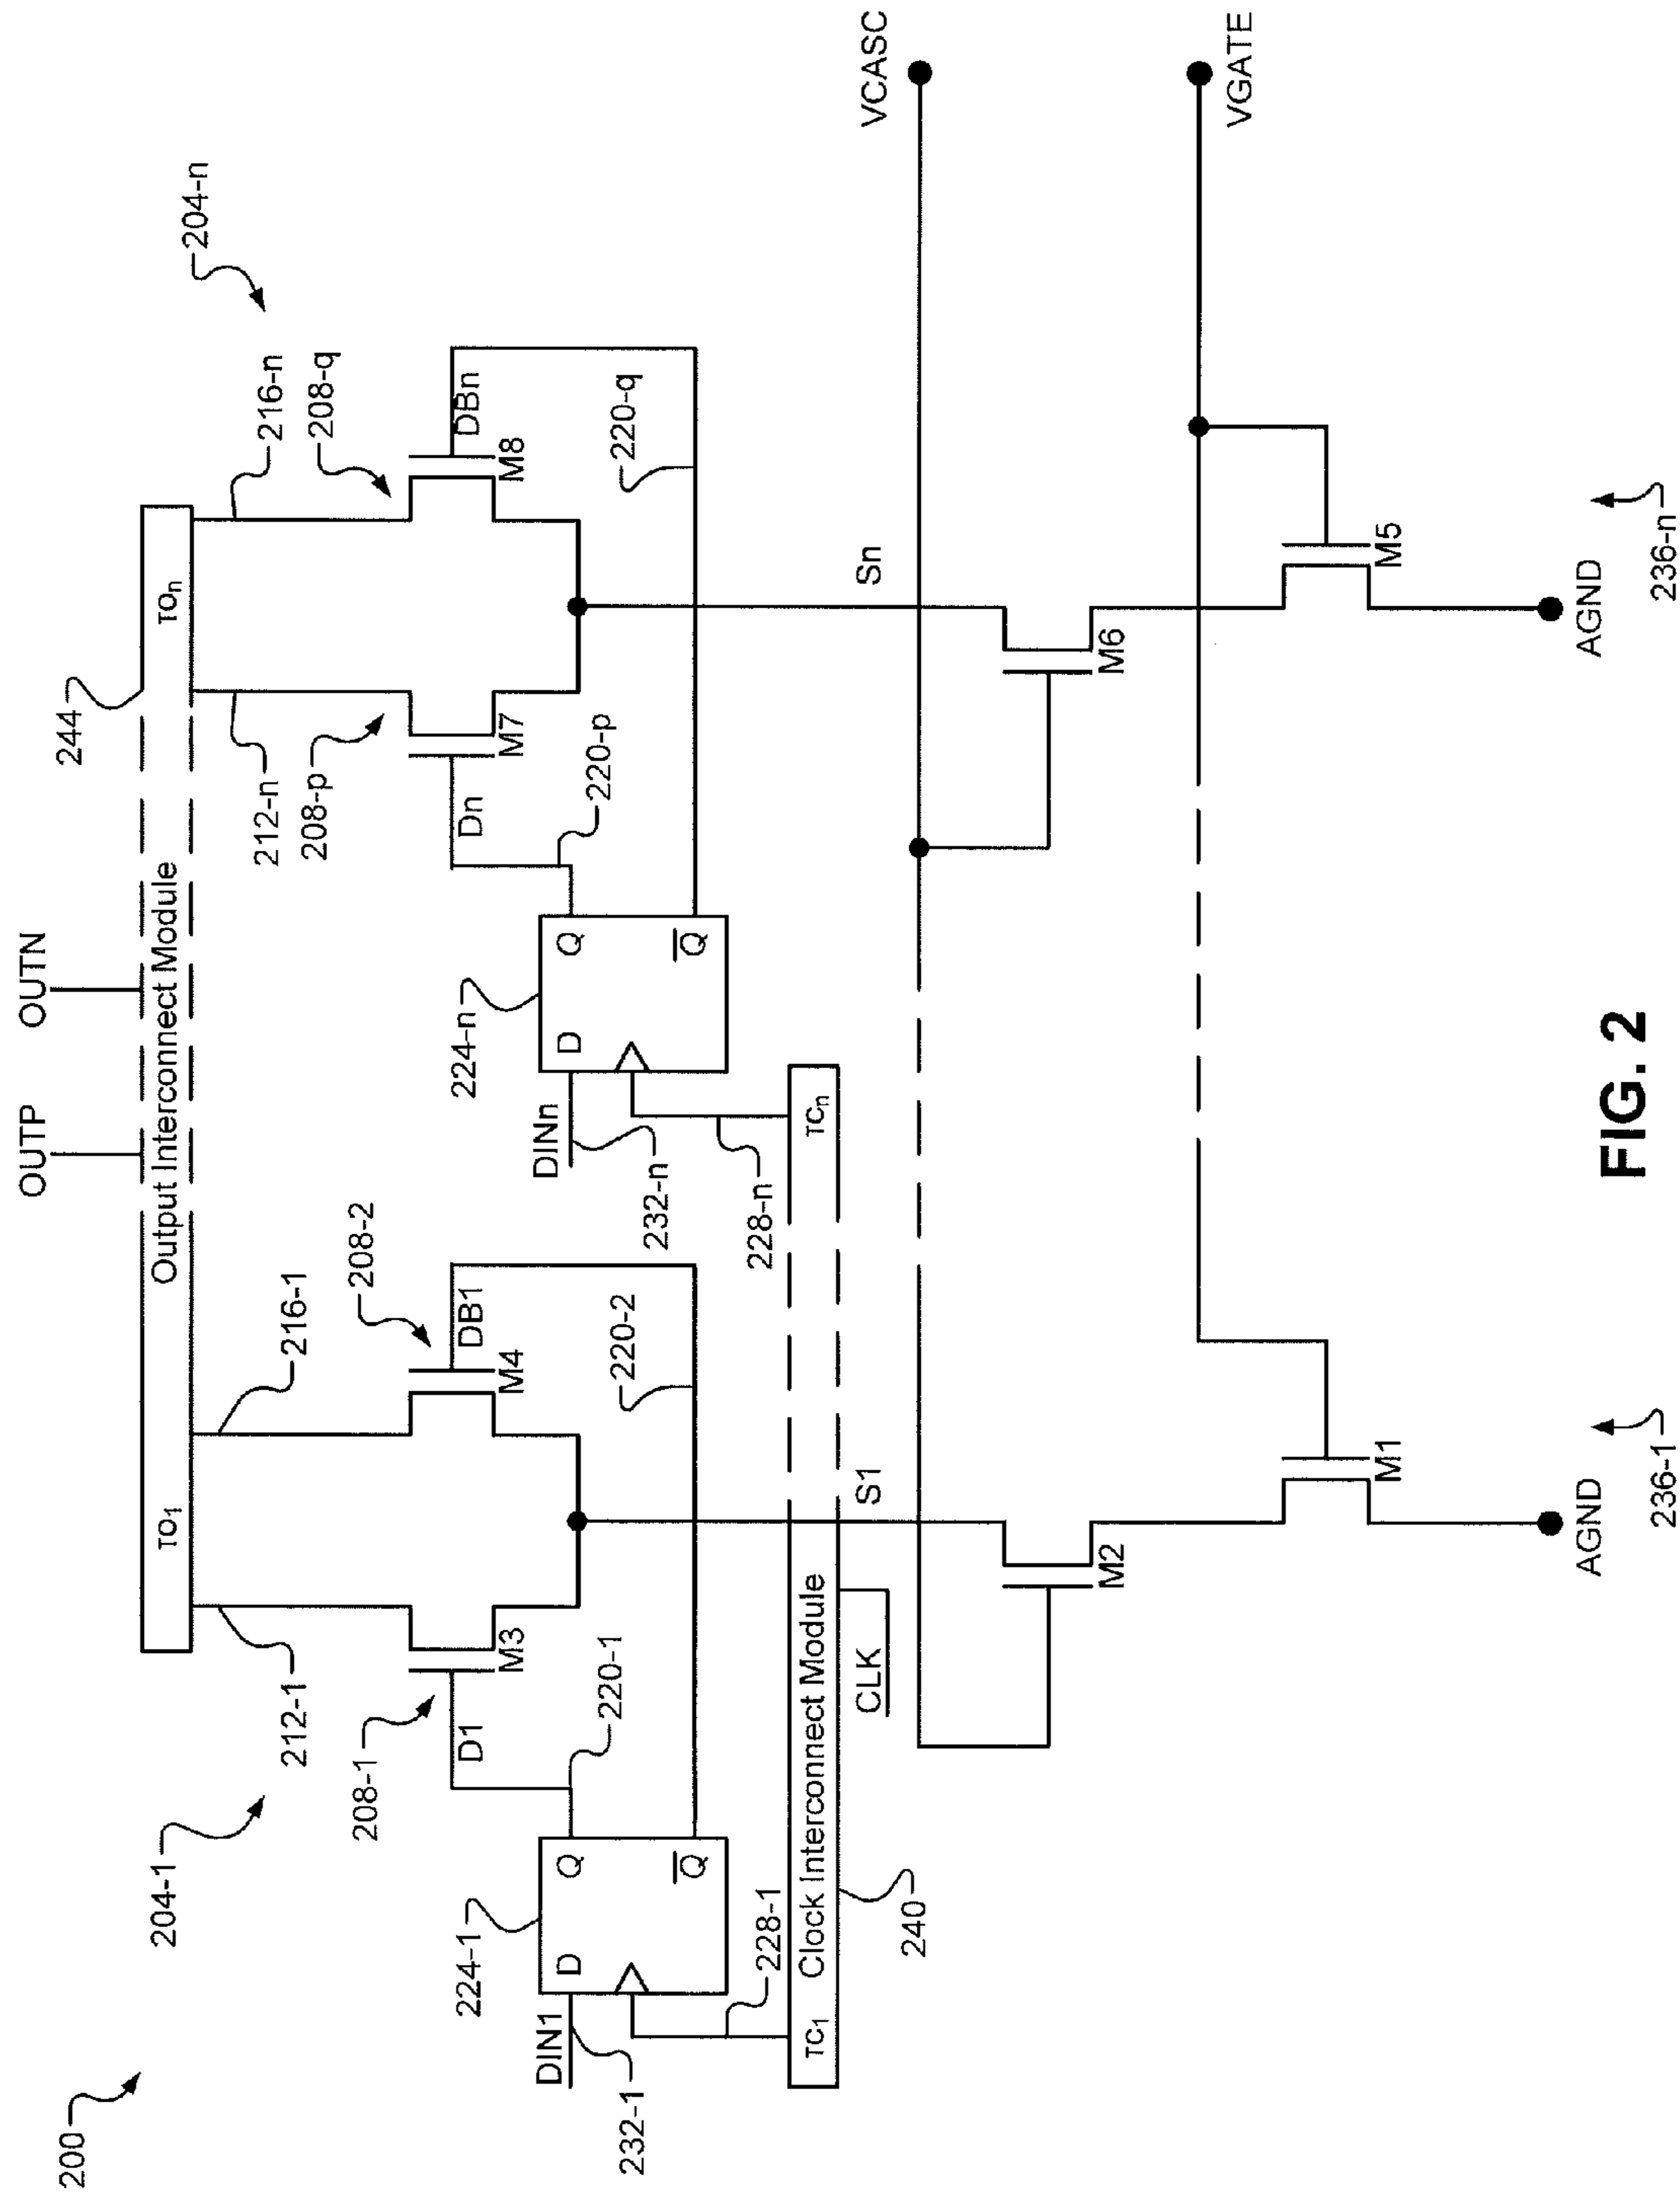 200
OUTP
OUTN
244
204-1
204-n
TO1
Output Interconnect Module
TOn
212-1
216-1
212-n
216-n
208-1
208-2
208-p
208-q
D1
M3
M4
DB1
Dn
M7
M8
DBn
220-1
220-2
220-p
220-q
224-1
224-n
DIN1
D
Q
Q̅
DINn
D
Q
Q̅
232-1
228-1
232-n
228-n
TC1
Clock Interconnect Module
TCn
240
CLK
S1
Sn
VCASC
M2
M6
VGATE
M1
M5
AGND
AGND
236-1
236-n
FIG. 2